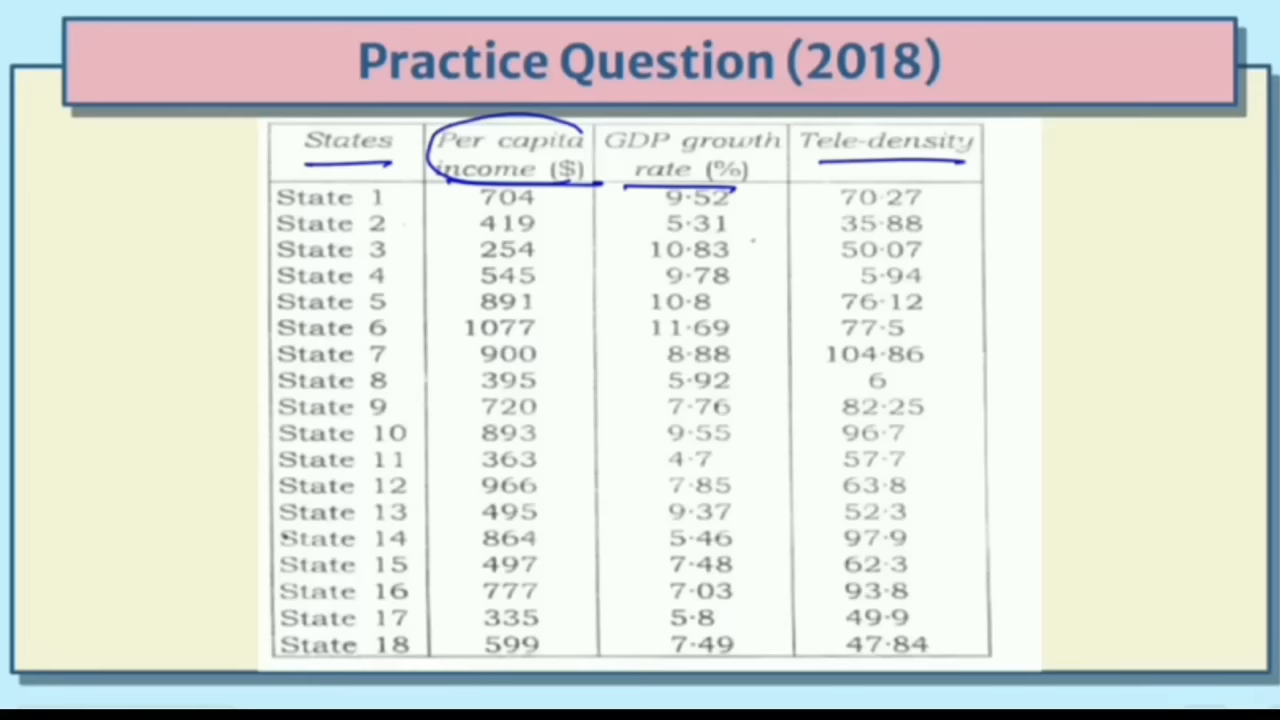 Practice Question (2018)
States Per capita income ($) GDP growth rate (%) Tele-density
State 1 704 9·52 70·27
State 2 419 5·31 35·88
State 3 254 10·83 50·07
State 4 545 9·78 5·94
State 5 891 10·8 76·12
State 6 1077 11·69 77·5
State 7 900 8·88 104·86
State 8 395 5·92 6
State 9 720 7·76 82·25
State 10 893 9·55 96·7
State 11 363 4·7 57·7
State 12 966 7·85 63·8
State 13 495 9·37 52·3
State 14 864 5·46 97·9
State 15 497 7·48 62·3
State 16 777 7·03 93·8
State 17 335 5·8 49·9
State 18 599 7·49 47·84